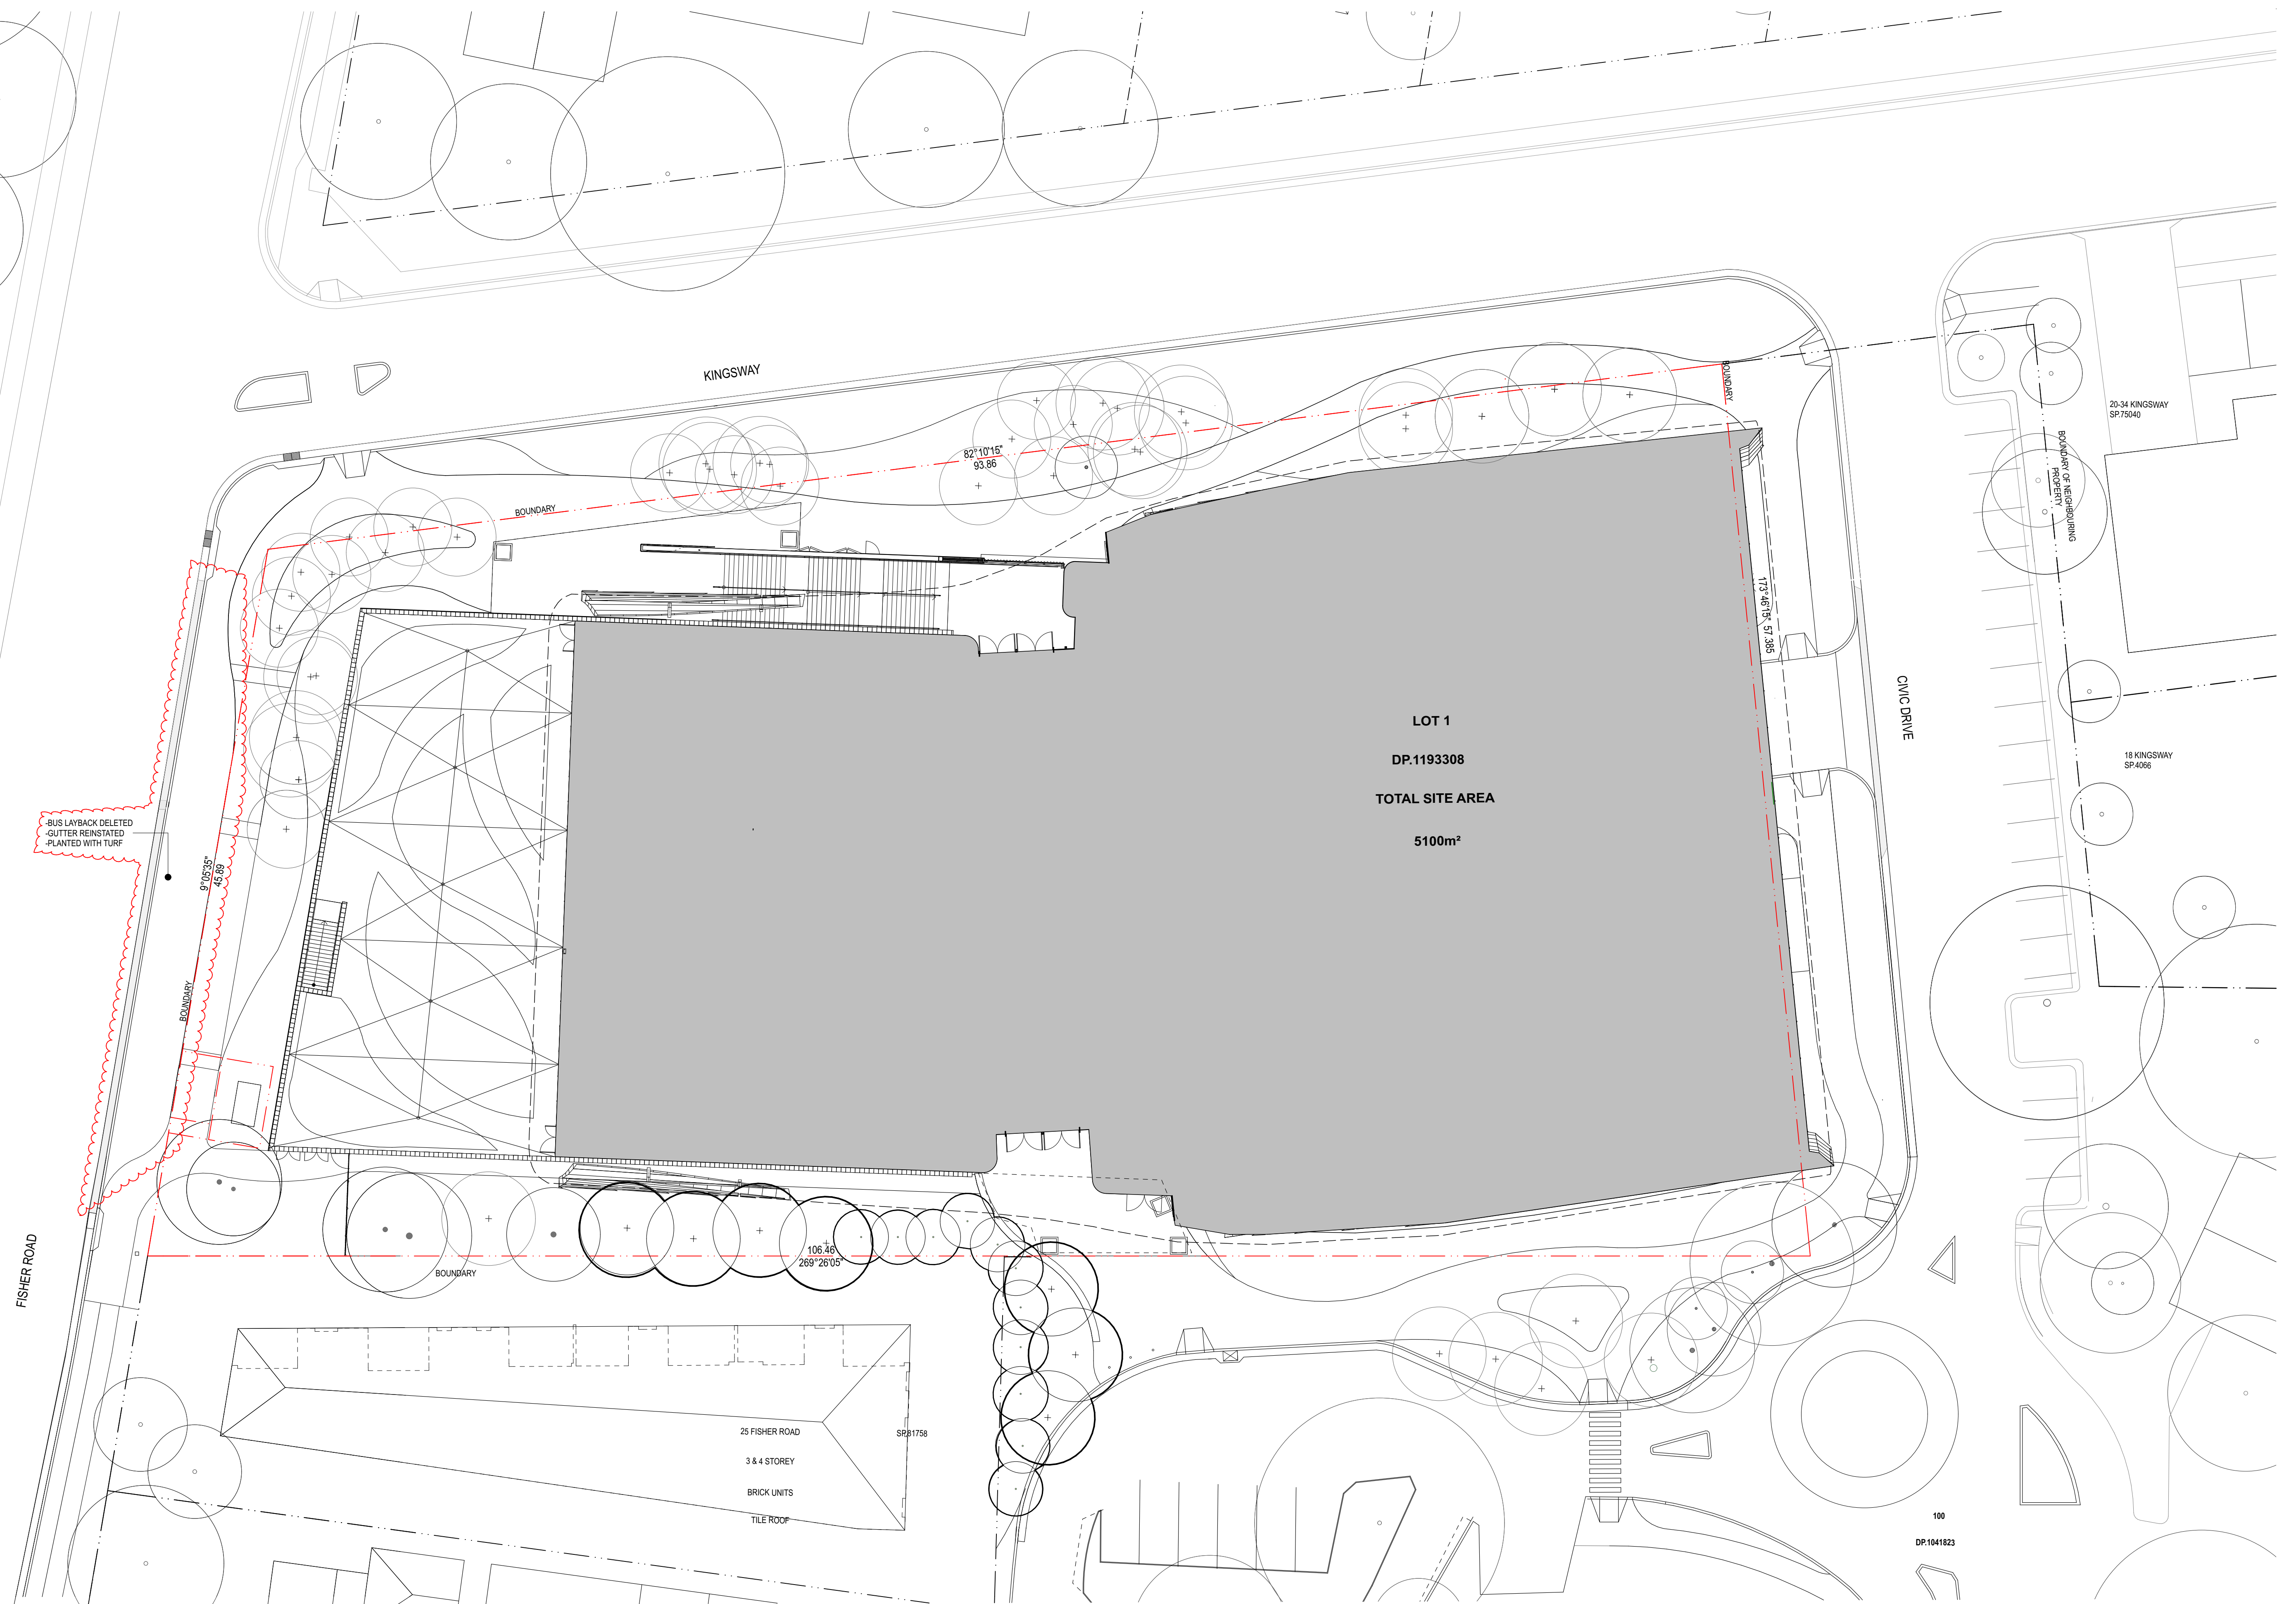 KINGSWAY
BOUNDARY
20-34 KINGSWAY
SP.75040
BOUNDARY OF NEIGHBOURING
PROPERTY
82°10'15"
93.86
BOUNDARY
173°46'15" 57.385
CIVIC DRIVE
LOT 1
DP.1193308
TOTAL SITE AREA
5100m²
18 KINGSWAY
SP.4066
-BUS LAYBACK DELETED
-GUTTER REINSTATED
-PLANTED WITH TURF
9°05'35"
45.89
BOUNDARY
FISHER ROAD
106.46
269°26'05"
BOUNDARY
25 FISHER ROAD
SP.81758
3 & 4 STOREY
BRICK UNITS
TILE ROOF
100
DP.1041823